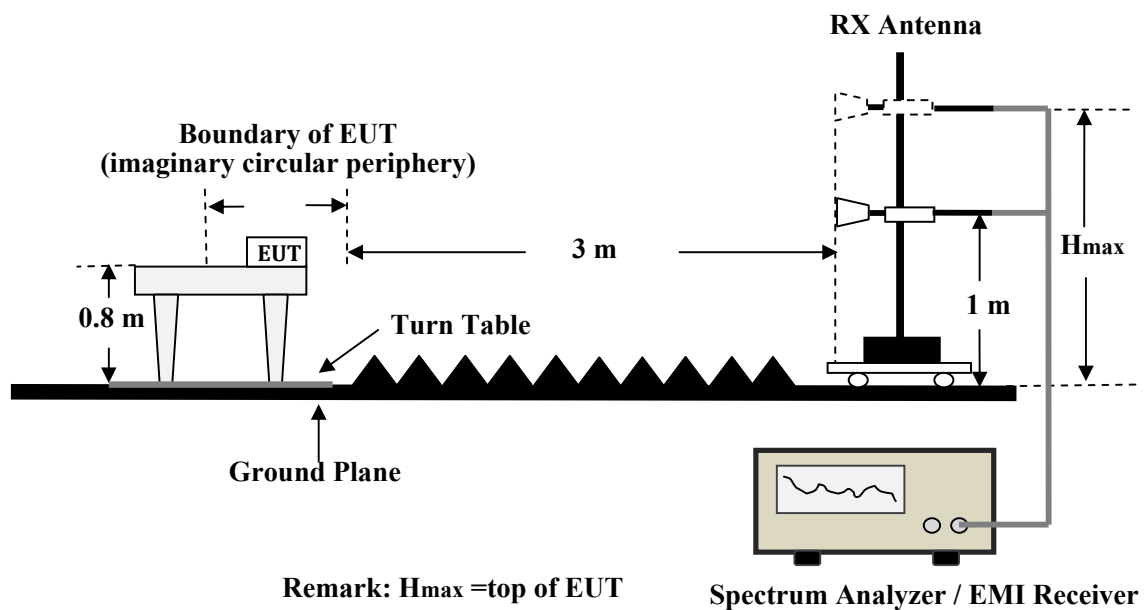 RX Antenna
Boundary of EUT
(imaginary circular periphery)
EUT
3 m
Hmax
0.8 m
1 m
Turn Table
Ground Plane
Remark: Hmax =top of EUT
Spectrum Analyzer / EMI Receiver